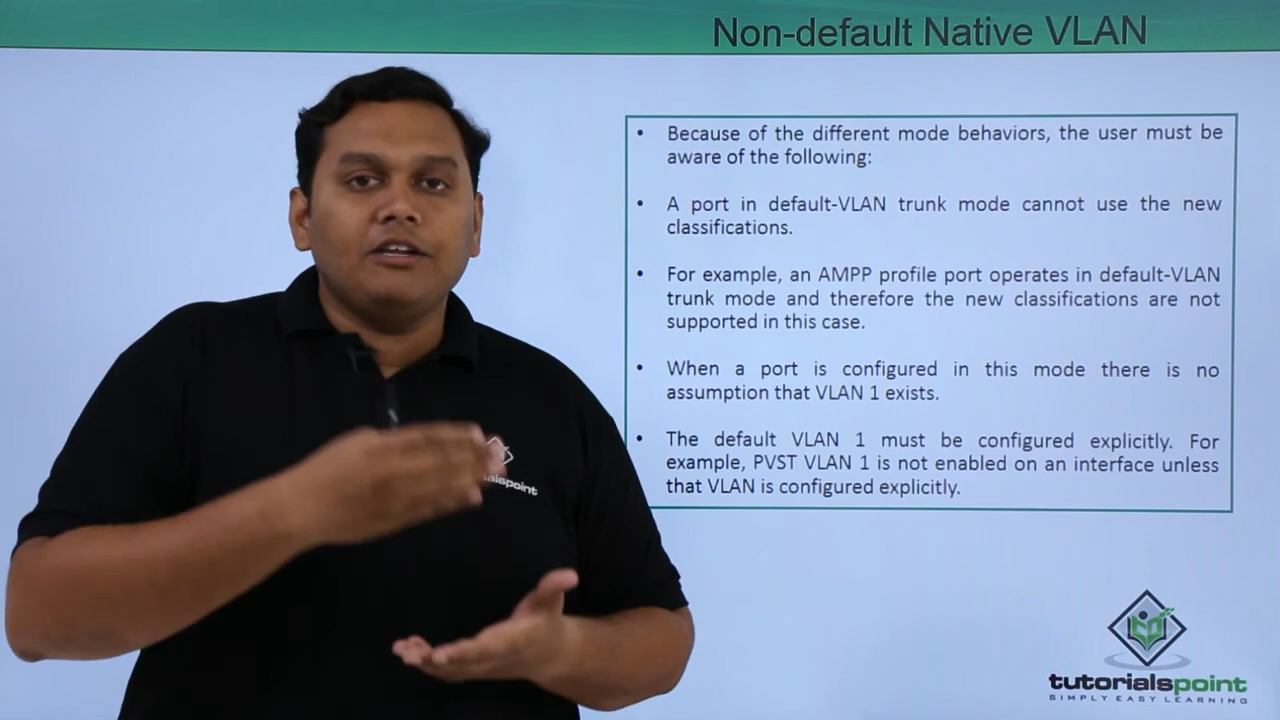 Non-default Native VLAN
• Because of the different mode behaviors, the user must be
aware of the following:
• A port in default-VLAN trunk mode cannot use the new
classifications.
• For example, an AMPP profile port operates in default-VLAN
trunk mode and therefore the new classifications are not
supported in this case.
• When a port is configured in this mode there is no
assumption that VLAN 1 exists.
• The default VLAN 1 must be configured explicitly. For
example, PVST VLAN 1 is not enabled on an interface unless
that VLAN is configured explicitly.
tutorialspoint
SIMPLY EASY LEARNING